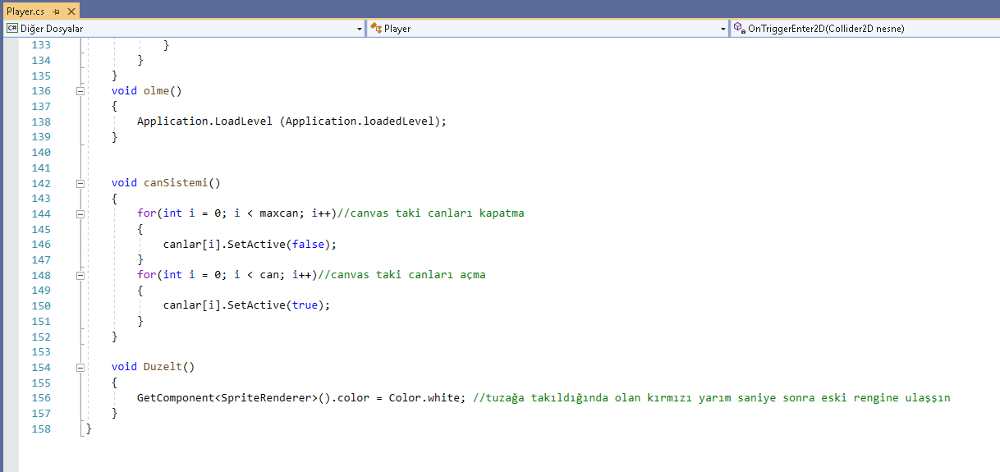 Player.cs
C# Diğer Dosyalar Player OnTriggerEnter2D(Collider2D nesne)
133 }
134 }
135 }
136 void olme()
137 {
138 Application.LoadLevel (Application.loadedLevel);
139 }
140
141
142 void canSistemi()
143 {
144 for(int i = 0; i < maxcan; i++)//canvas taki canları kapatma
145 {
146 canlar[i].SetActive(false);
147 }
148 for(int i = 0; i < can; i++)//canvas taki canları açma
149 {
150 canlar[i].SetActive(true);
151 }
152 }
153
154 void Duzelt()
155 {
156 GetComponent<SpriteRenderer>().color = Color.white; //tuzağa takıldığında olan kırmızı yarım saniye sonra eski rengine ulaşşın
157 }
158 }